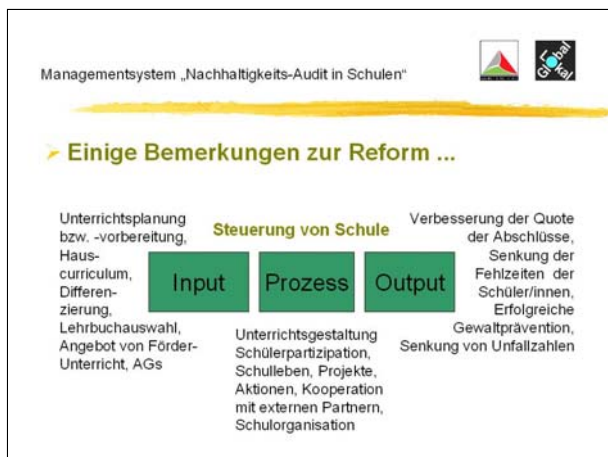 Managementsystem „Nachhaltigkeits-Audit in Schulen“
Global
Lokal
Einige Bemerkungen zur Reform ...
Unterrichtsplanung
bzw. -vorbereitung,
Haus-
curriculum,
Differen-
zierung,
Lehrbuchauswahl,
Angebot von Förder-
Unterricht, AGs
Steuerung von Schule
Input
Prozess
Output
Unterrichtsgestaltung
Schülerpartizipation,
Schulleben, Projekte,
Aktionen, Kooperation
mit externen Partnern,
Schulorganisation
Verbesserung der Quote
der Abschlüsse,
Senkung der
Fehlzeiten der
Schüler/innen,
Erfolgreiche
Gewaltprävention,
Senkung von Unfallzahlen